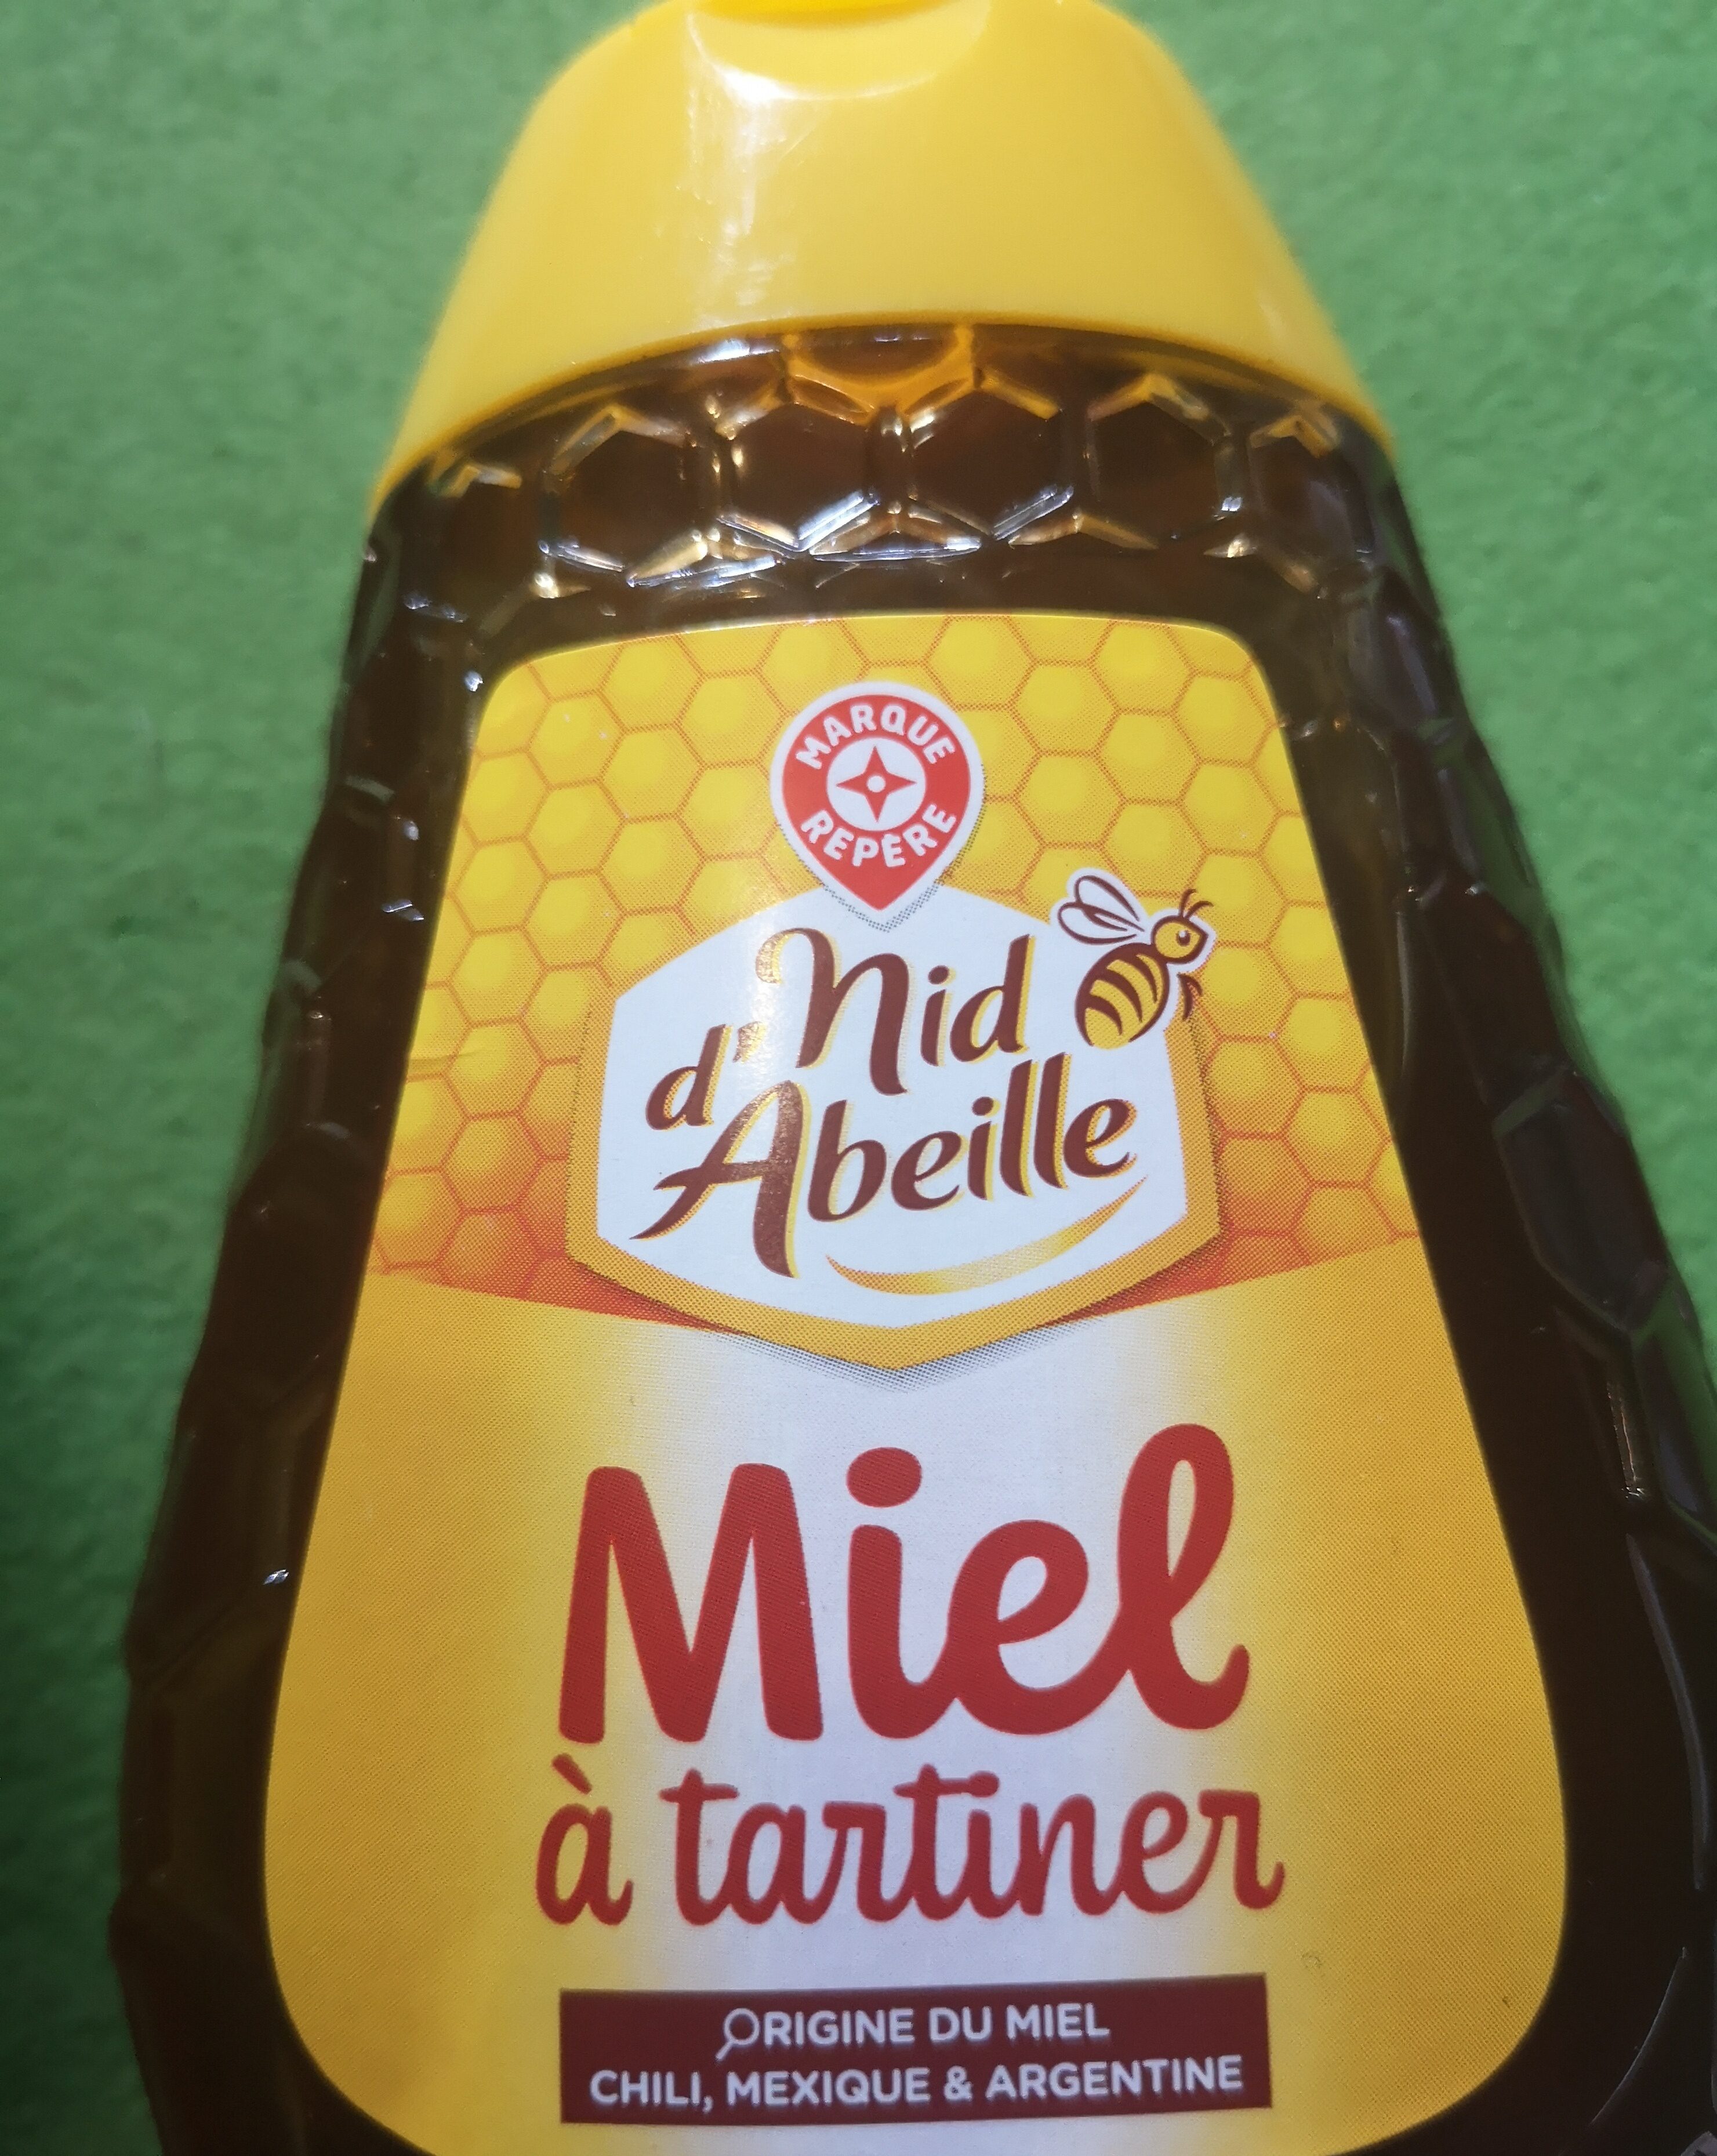 MARQUE
REPÈRE
Nid
d'Abeille
Miel
à tartiner
ORIGINE DU MIEL
CHILI, MEXIQUE & ARGENTINE